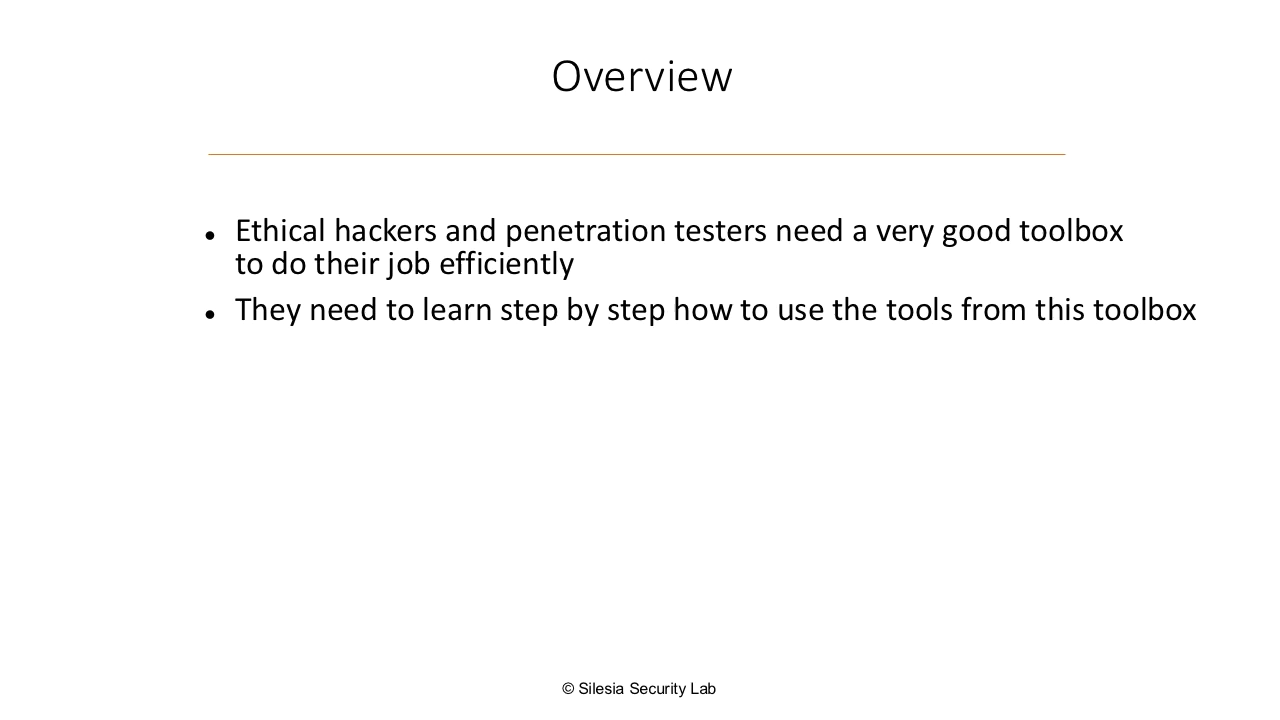 Overview
● Ethical hackers and penetration testers need a very good toolbox
to do their job efficiently
● They need to learn step by step how to use the tools from this toolbox
© Silesia Security Lab